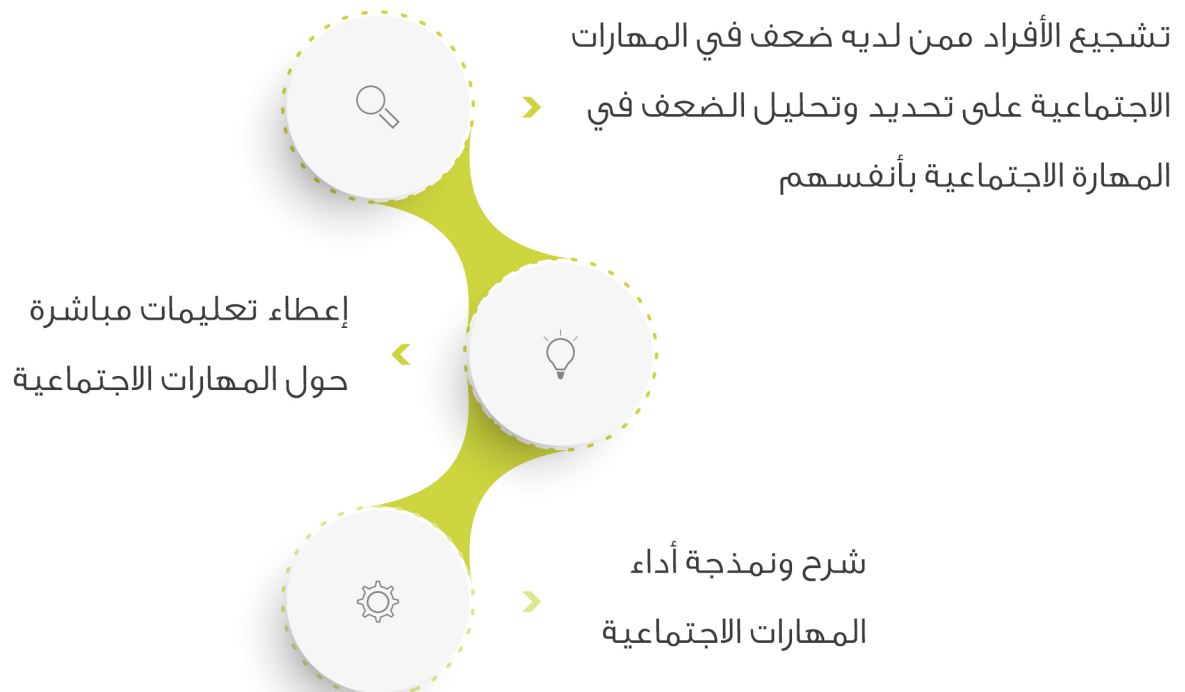 تشجيع الأفراد ممن لديه ضعف في المهارات
الاجتماعية على تحديد وتحليل الضعف في
المهارة الاجتماعية بأنفسهم
إعطاء تعليمات مباشرة
حول المهارات الاجتماعية
شرح ونمذجة أداء
المهارات الاجتماعية